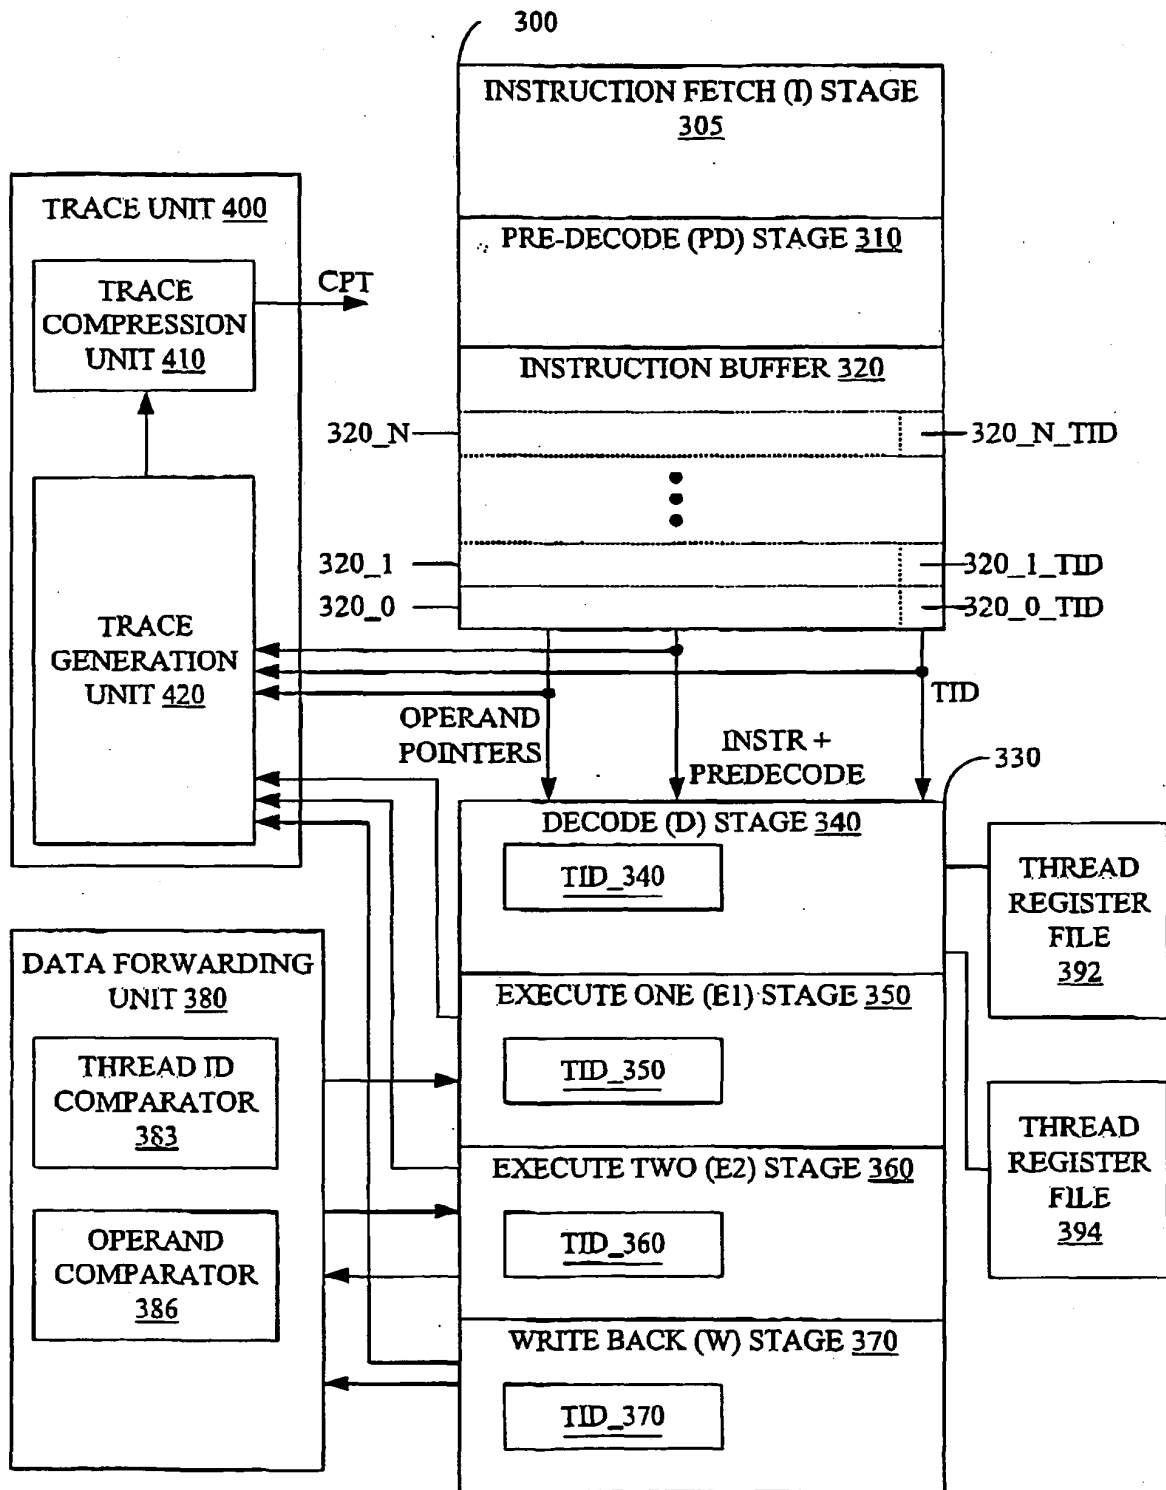 300
INSTRUCTION FETCH (I) STAGE
305
PRE-DECODE (PD) STAGE 310
INSTRUCTION BUFFER 320
320_N
320_N_TID
320_1
320_1_TID
320_0
320_0_TID
TRACE UNIT 400
TRACE
COMPRESSION
UNIT 410
CPT
TRACE
GENERATION
UNIT 420
OPERAND
POINTERS
INSTR +
PREDECODE
TID
330
DECODE (D) STAGE 340
TID_340
EXECUTE ONE (E1) STAGE 350
TID_350
EXECUTE TWO (E2) STAGE 360
TID_360
WRITE BACK (W) STAGE 370
TID_370
THREAD
REGISTER
FILE
392
THREAD
REGISTER
FILE
394
DATA FORWARDING
UNIT 380
THREAD ID
COMPARATOR
383
OPERAND
COMPARATOR
386